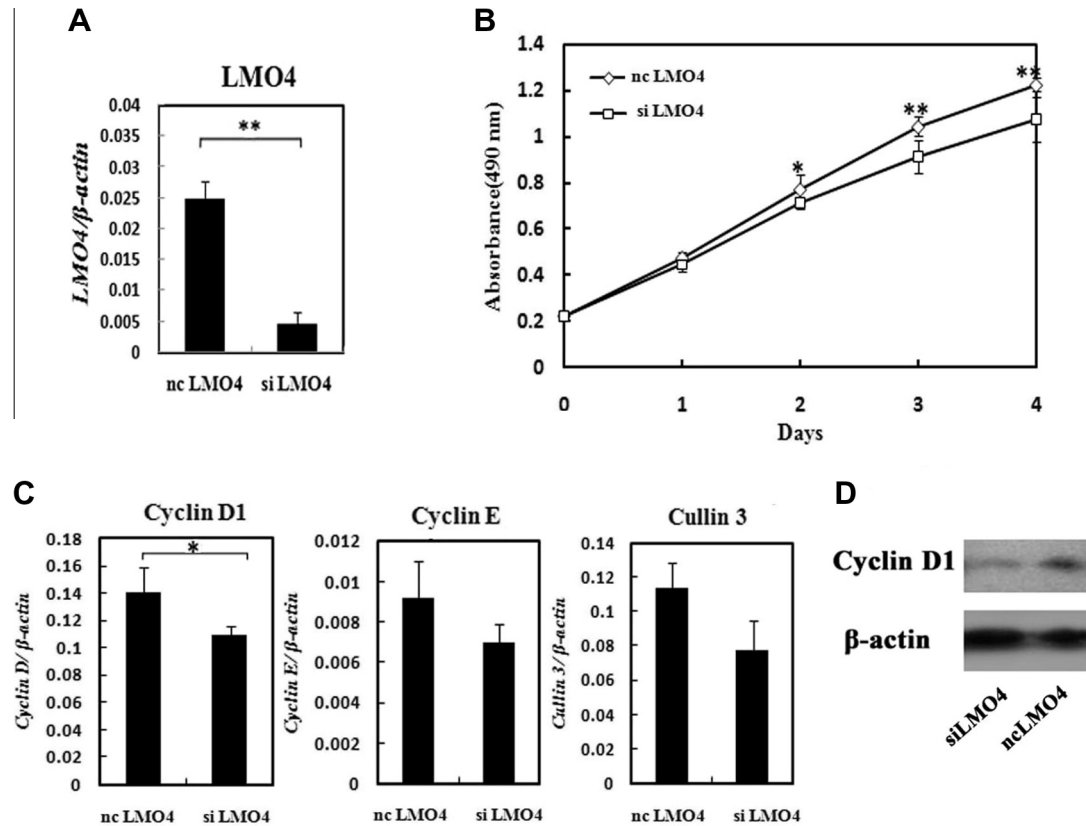 A
LMO4
0.04
0.035
0.03
0.025
0.02
0.015
0.01
0.005
0
**
LMO4/β-actin
nc LMO4 si LMO4
B
1.4
1.2
1
0.8
0.6
0.4
0.2
0
Absorbance(490 nm)
nc LMO4
si LMO4
*
**
**
0 1 2 3 4
Days
C
Cyclin D1
0.18
0.16
0.14
0.12
0.1
0.08
0.06
0.04
0.02
0
*
Cyclin D/ β-actin
nc LMO4 si LMO4
Cyclin E
0.012
0.01
0.008
0.006
0.004
0.002
0
Cyclin E/ β-actin
nc LMO4 si LMO4
Cullin 3
0.14
0.12
0.1
0.08
0.06
0.04
0.02
0
Cullin 3/ β-actin
nc LMO4 si LMO4
D
Cyclin D1
β-actin
siLMO4 ncLMO4